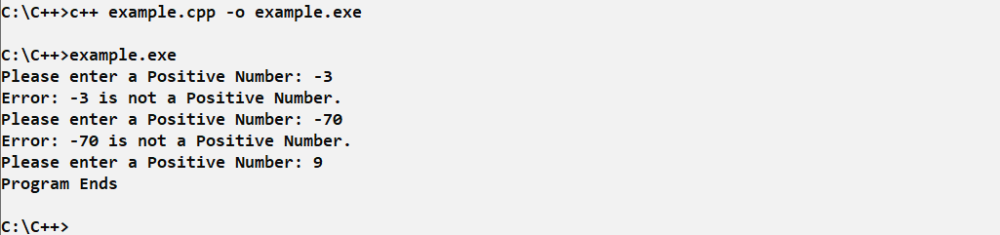 C:\C++>c++ example.cpp -o example.exe
C:\C++>example.exe
Please enter a Positive Number: -3
Error: -3 is not a Positive Number.
Please enter a Positive Number: -70
Error: -70 is not a Positive Number.
Please enter a Positive Number: 9
Program Ends
C:\C++>